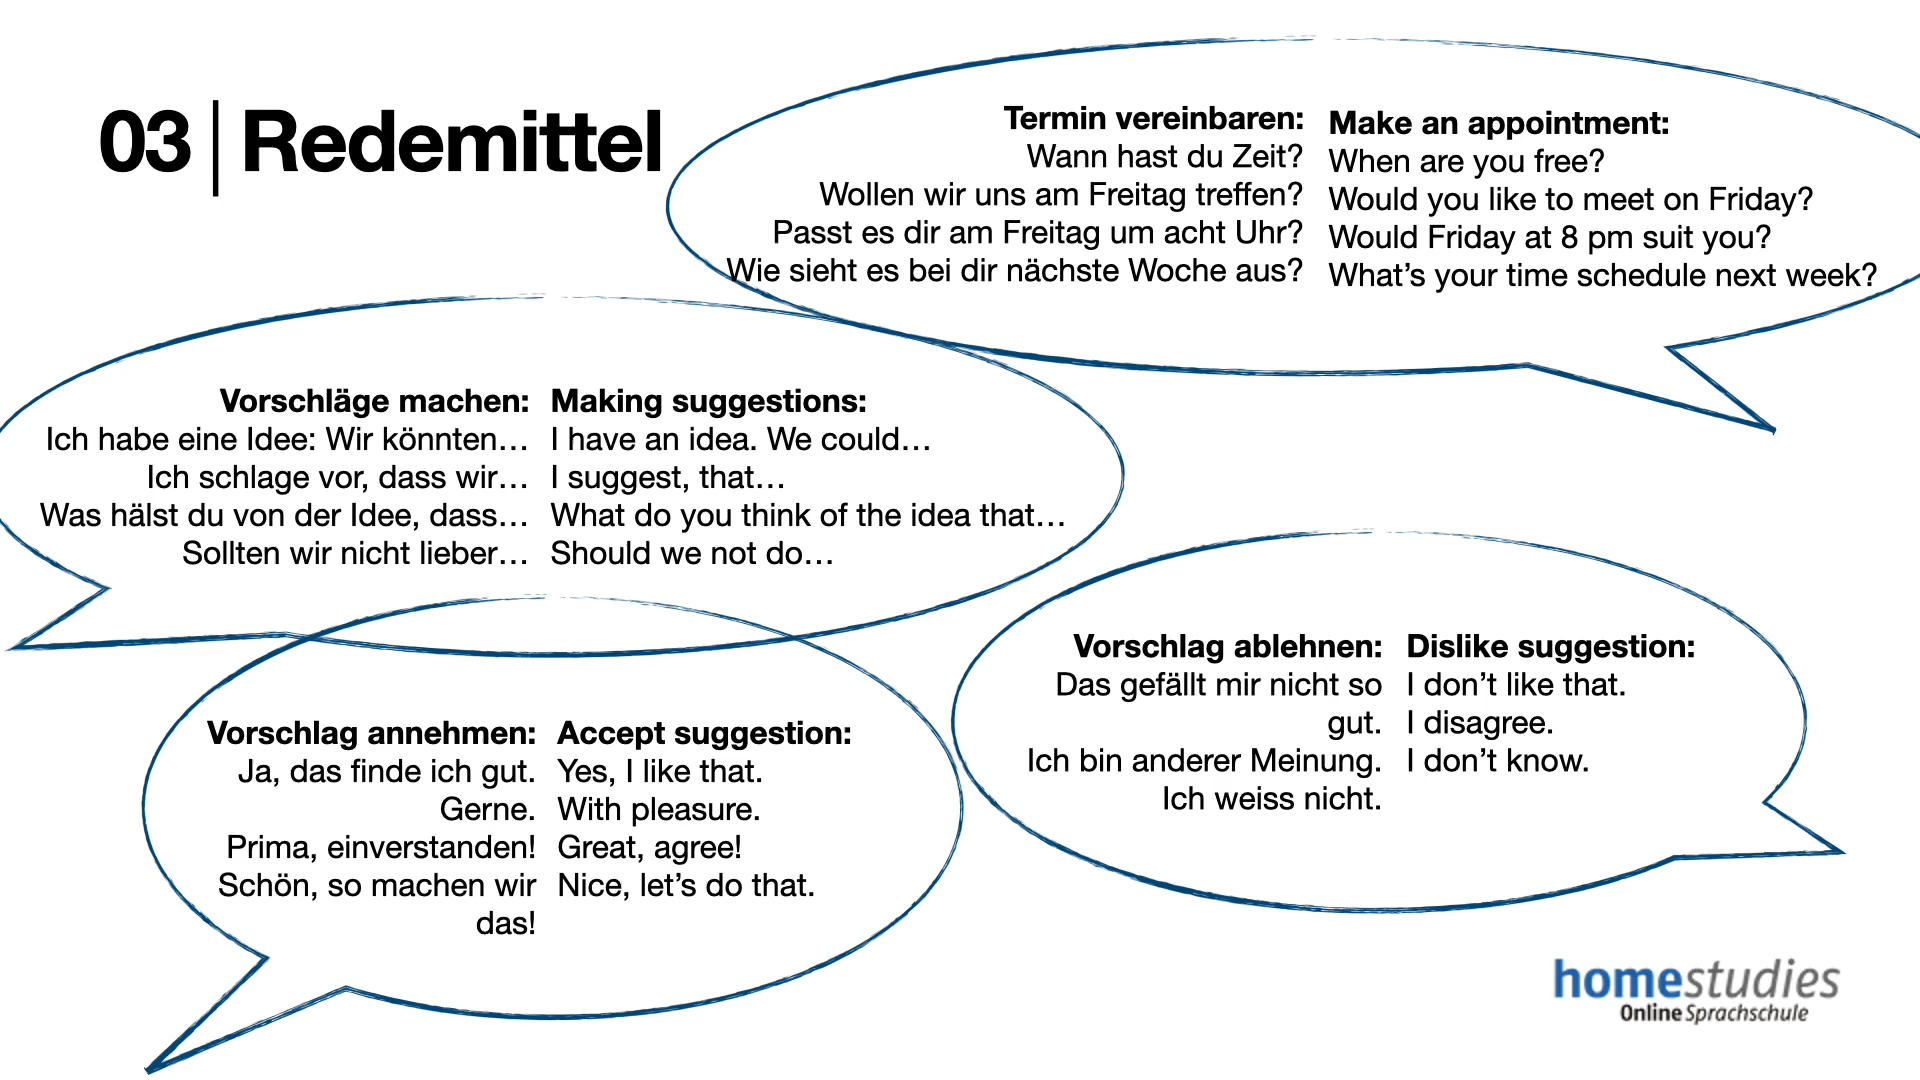 03 | Redemittel
Termin vereinbaren:
Wann hast du Zeit?
Wollen wir uns am Freitag treffen?
Passt es dir am Freitag um acht Uhr?
Wie sieht es bei dir nächste Woche aus?
Make an appointment:
When are you free?
Would you like to meet on Friday?
Would Friday at 8 pm suit you?
What’s your time schedule next week?
Vorschläge machen:
Ich habe eine Idee: Wir könnten…
Ich schlage vor, dass wir…
Was hälst du von der Idee, dass…
Sollten wir nicht lieber…
Making suggestions:
I have an idea. We could…
I suggest, that…
What do you think of the idea that…
Should we not do…
Vorschlag ablehnen:
Das gefällt mir nicht so
gut.
Ich bin anderer Meinung.
Ich weiss nicht.
Dislike suggestion:
I don’t like that.
I disagree.
I don’t know.
Vorschlag annehmen:
Ja, das finde ich gut.
Gerne.
Prima, einverstanden!
Schön, so machen wir
das!
Accept suggestion:
Yes, I like that.
With pleasure.
Great, agree!
Nice, let’s do that.
homestudies
Online Sprachschule